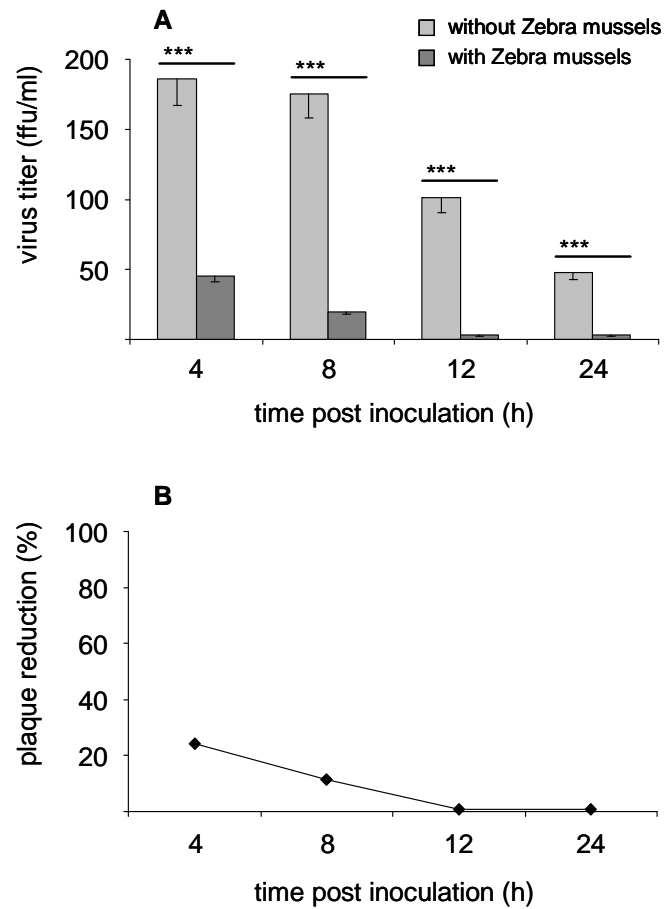 A
without Zebra mussels
with Zebra mussels
virus titer (ffu/ml)
200
150
100
50
***
***
***
***
4 8 12 24
time post inoculation (h)
B
plaque reduction (%)
100
80
60
40
20
4 8 12 24
time post inoculation (h)